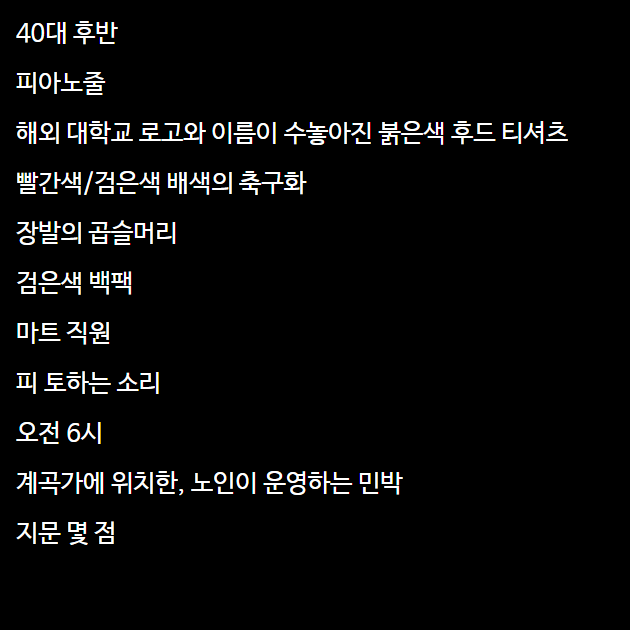 40대 후반
피아노줄
해외 대학교 로고와 이름이 수놓아진 붉은색 후드 티셔츠
빨간색/검은색 배색의 축구화
장발의 곱슬머리
검은색 백팩
마트 직원
피 토하는 소리
오전 6시
계곡가에 위치한, 노인이 운영하는 민박
지문 몇 점